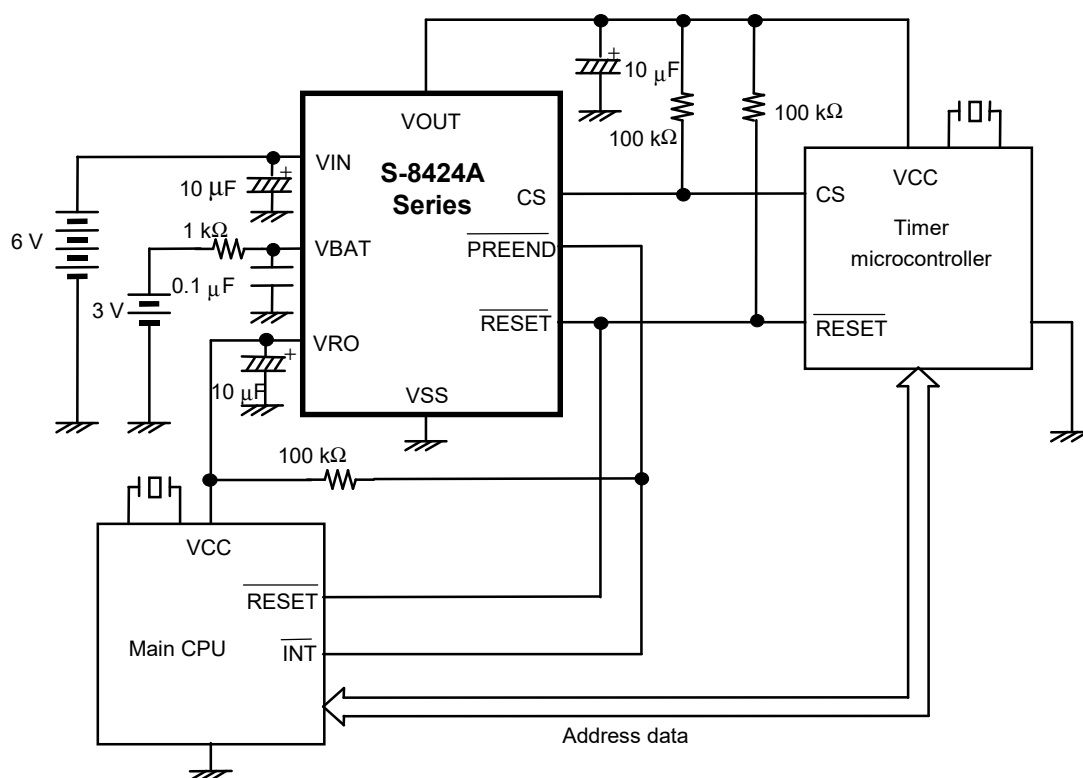 10 μF
100 kΩ
100 kΩ
VOUT
VIN
S-8424A
Series
10 μF
CS
CS
VCC
Timer
microcontroller
6 V
1 kΩ
VBAT
PREEND
0.1 μF
3 V
RESET
RESET
VRO
10 μF
VSS
100 kΩ
VCC
RESET
Main CPU
INT
Address data